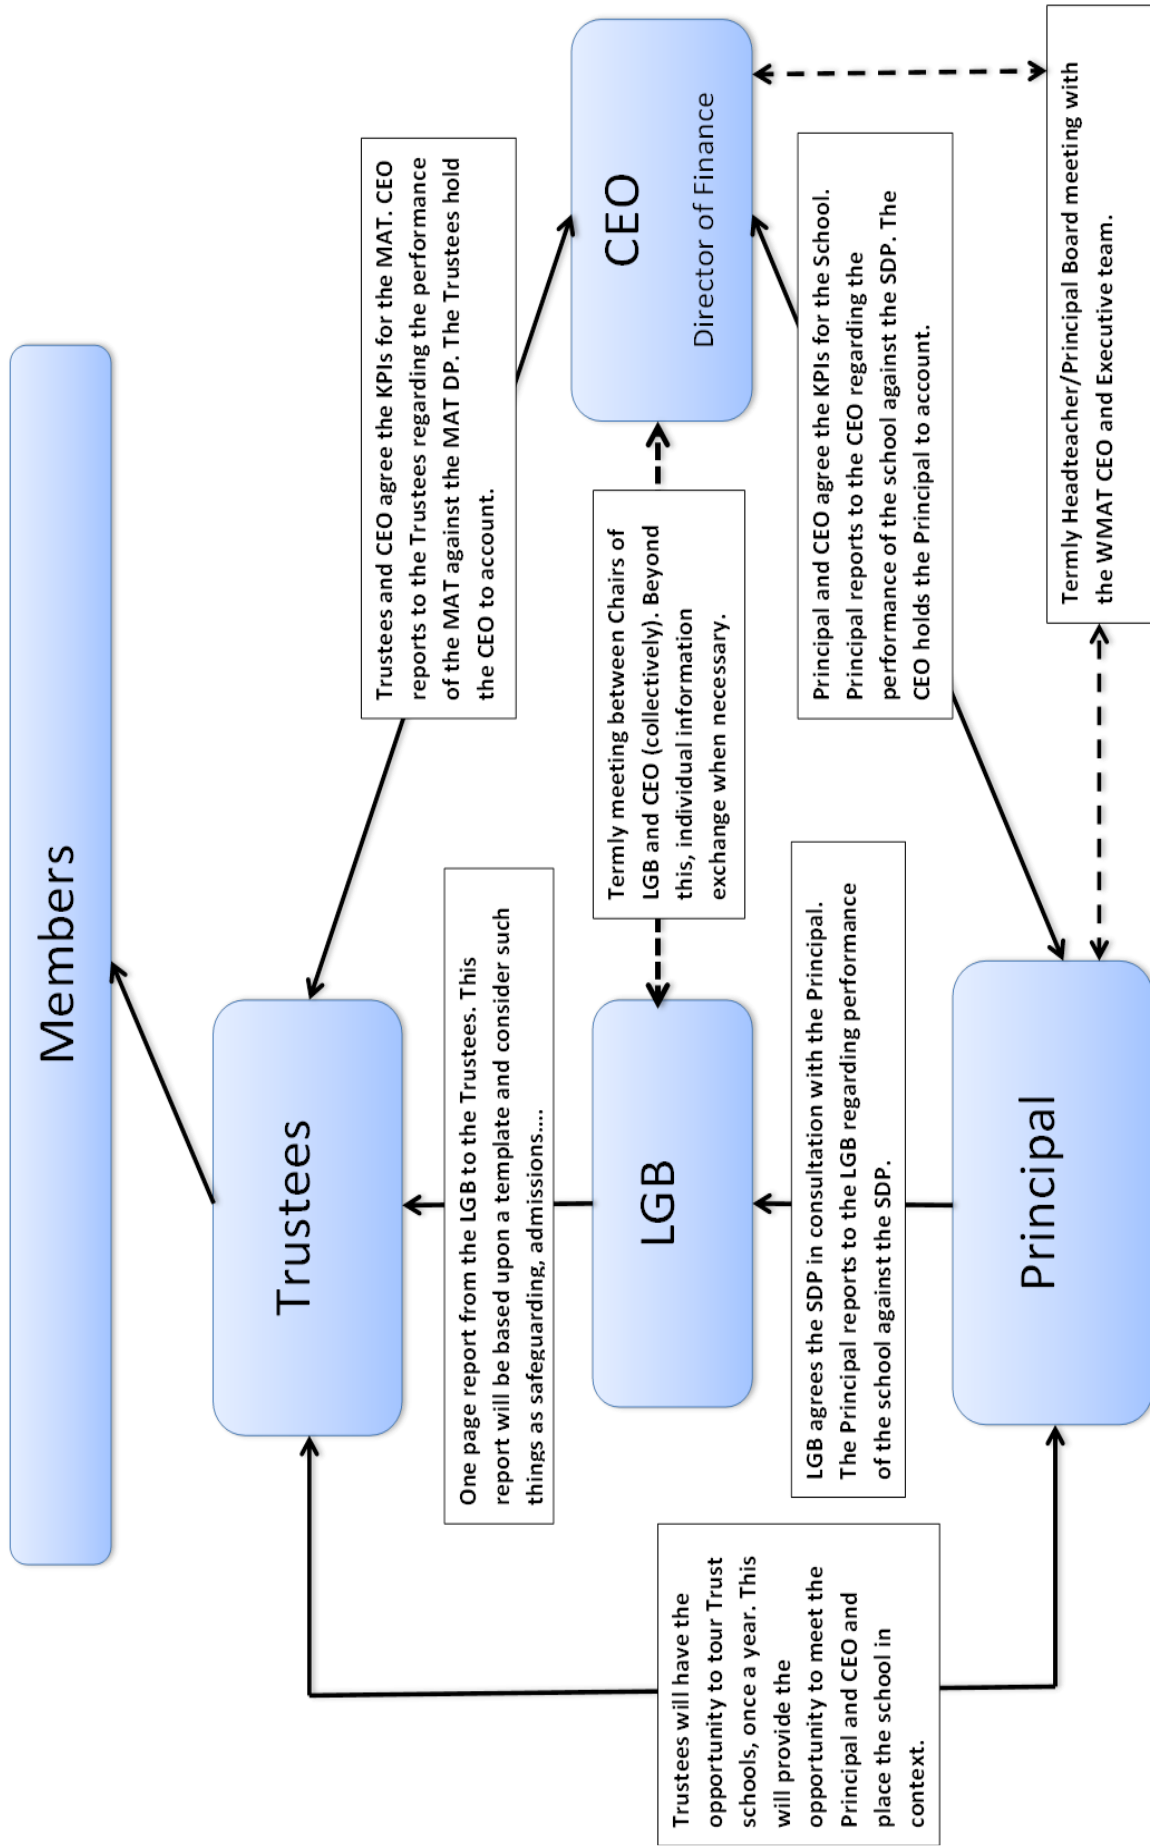 Members
Trustees
Trustees and CEO agree the KPIs for the MAT. CEO
reports to the Trustees regarding the performance
of the MAT against the MAT DP. The Trustees hold
the CEO to account.
One page report from the LGB to the Trustees. This
report will be based upon a template and consider such
things as safeguarding, admissions....
LGB
Termly meeting between Chairs of
LGB and CEO (collectively). Beyond
this, individual information
exchange when necessary.
CEO
Director of Finance
Trustees will have the
opportunity to tour Trust
schools, once a year. This
will provide the
opportunity to meet the
Principal and CEO and
place the school in
context.
LGB agrees the SDP in consultation with the Principal.
The Principal reports to the LGB regarding performance
of the school against the SDP.
Principal and CEO agree the KPIs for the School.
Principal reports to the CEO regarding the
performance of the school against the SDP. The
CEO holds the Principal to account.
Principal
Termly Headteacher/Principal Board meeting with
the WMAT CEO and Executive team.